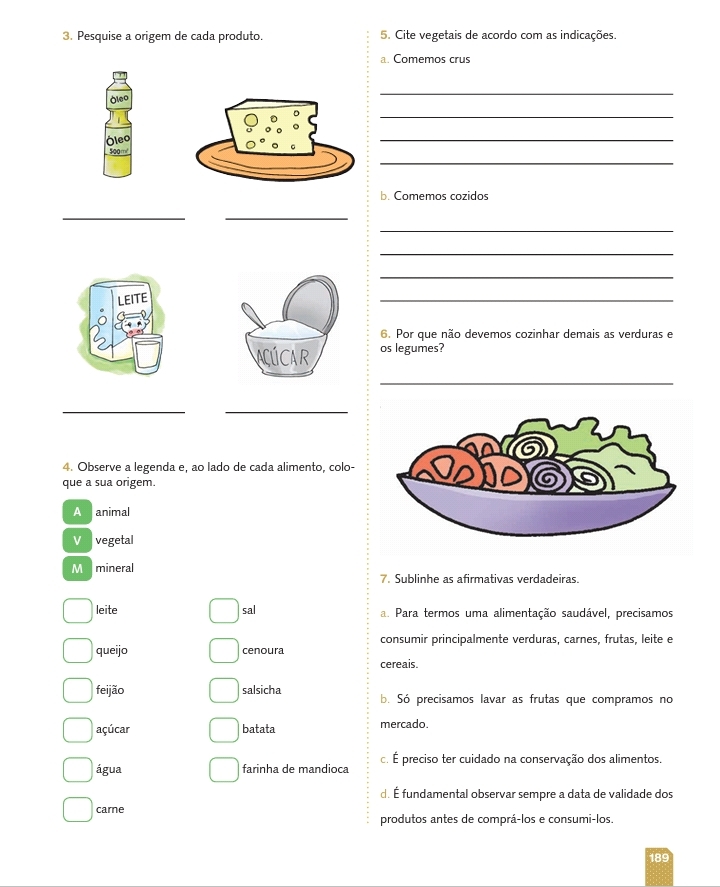 3. Pesquise a origem de cada produto.
Óleo
Óleo
500ml
LEITE
AÇÚCAR
4. Observe a legenda e, ao lado de cada alimento, colo-
que a sua origem.
A animal
V vegetal
M mineral
leite
queijo
feijão
açúcar
água
carne
sal
cenoura
salsicha
batata
farinha de mandioca
5. Cite vegetais de acordo com as indicações.
a. Comemos crus
b. Comemos cozidos
6. Por que não devemos cozinhar demais as verduras e
os legumes?
7. Sublinhe as afirmativas verdadeiras.
a. Para termos uma alimentação saudável, precisamos
consumir principalmente verduras, carnes, frutas, leite e
cereais.
b. Só precisamos lavar as frutas que compramos no
mercado.
c. É preciso ter cuidado na conservação dos alimentos.
d. É fundamental observar sempre a data de validade dos
produtos antes de comprá-los e consumi-los.
189